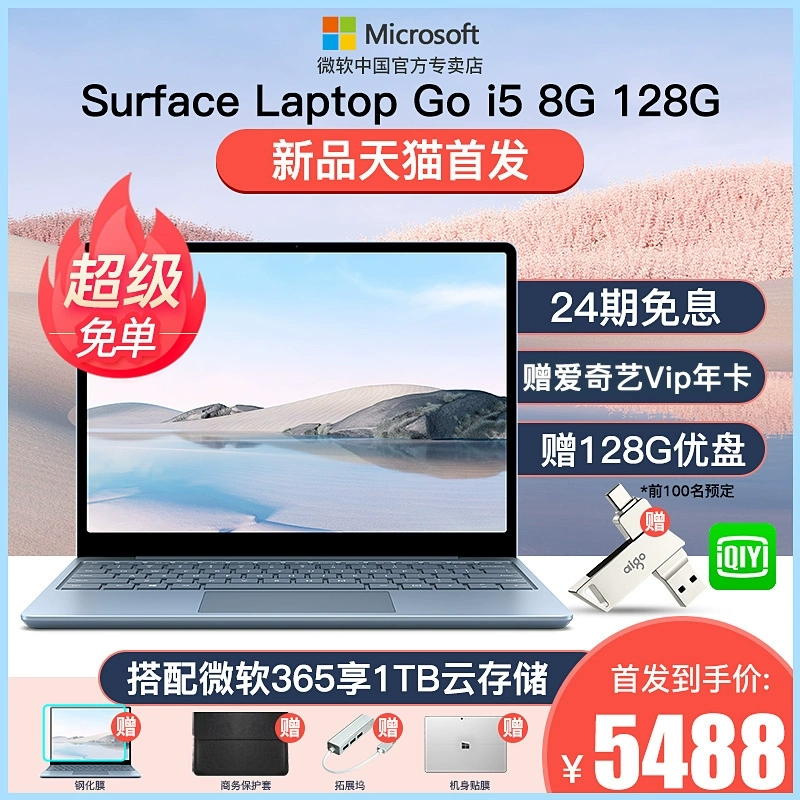 Microsoft
微软中国官方专卖店
Surface Laptop Go i5 8G 128G
新品天猫首发
超级
免单
24期免息
赠爱奇艺Vip年卡
赠128G优盘
*前100名预定
赠
aigo
iQIYI
搭配微软365享1TB云存储
首发到手价:
¥5488
赠
赠
赠
赠
钢化膜
商务保护套
拓展坞
机身贴膜